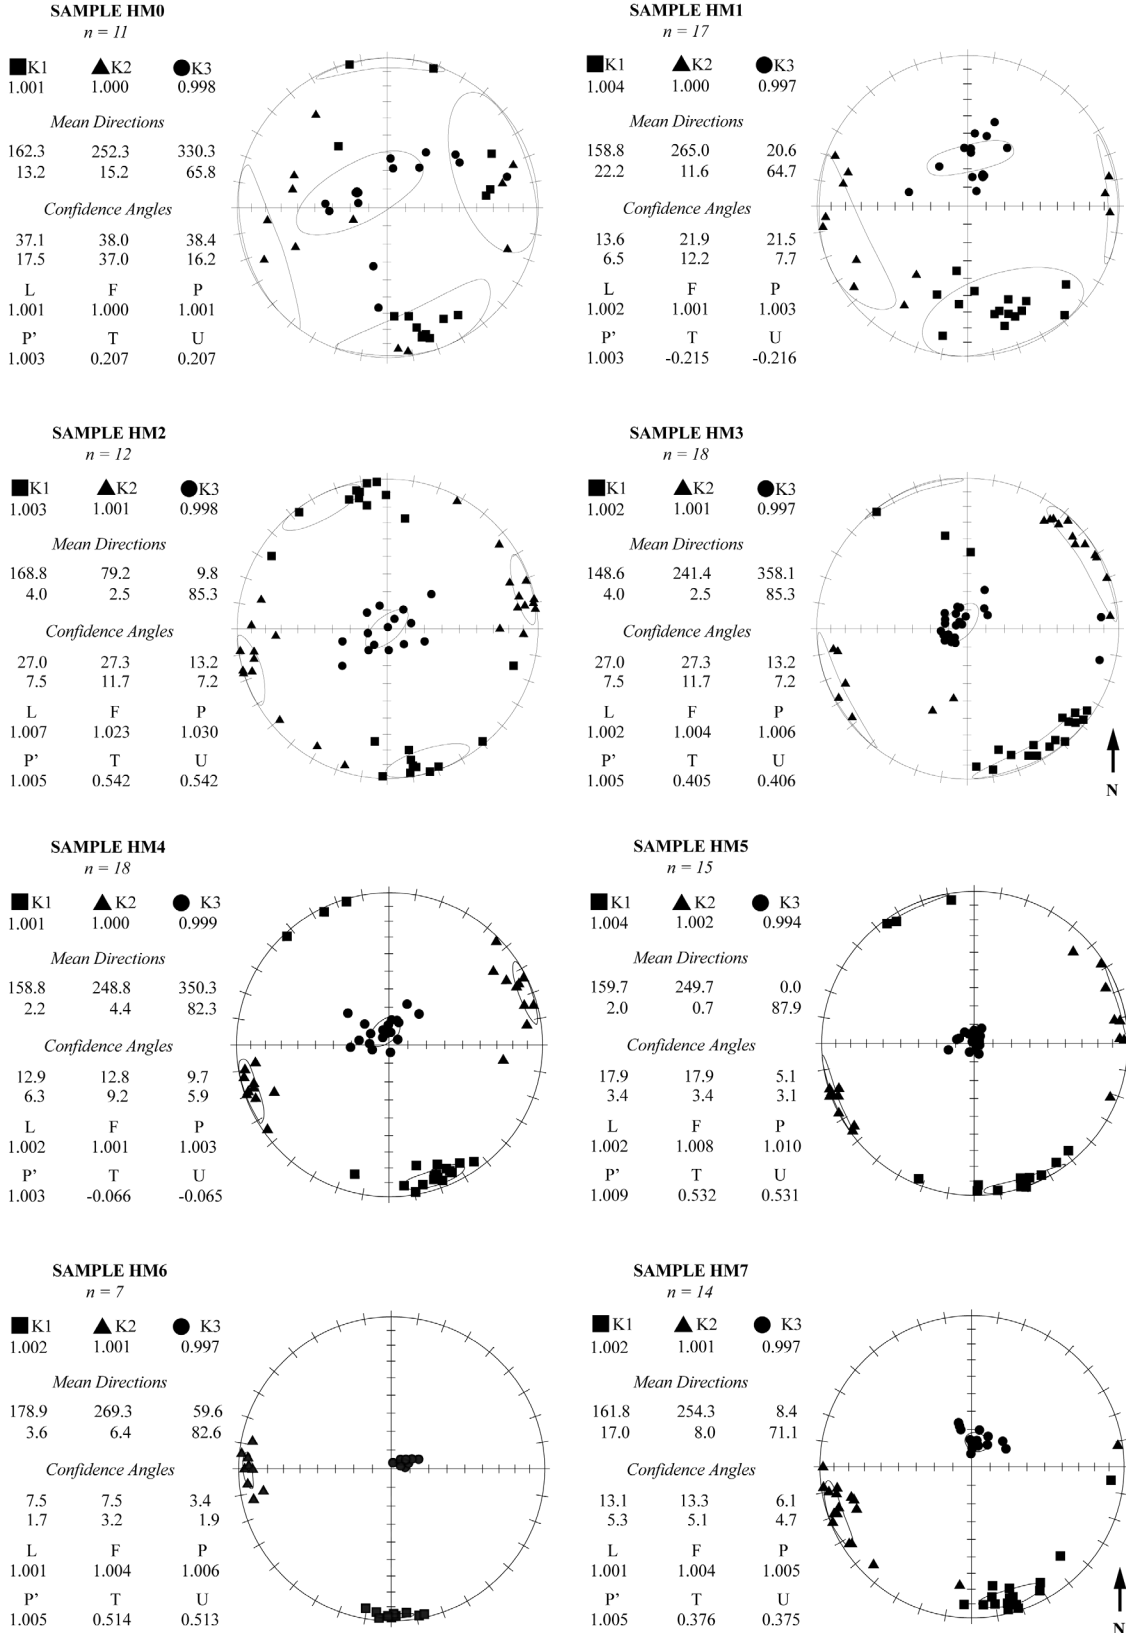 SAMPLE HM0
n = 11
K1 K2 K3
1.001 1.000 0.998
Mean Directions
162.3 252.3 330.3
13.2 15.2 65.8
Confidence Angles
37.1 38.0 38.4
17.5 37.0 16.2
L F P
1.001 1.000 1.001
P' T U
1.003 0.207 0.207
SAMPLE HM1
n = 17
K1 K2 K3
1.004 1.000 0.997
Mean Directions
158.8 265.0 20.6
22.2 11.6 64.7
Confidence Angles
13.6 21.9 21.5
6.5 12.2 7.7
L F P
1.002 1.001 1.003
P' T U
1.003 -0.215 -0.216
SAMPLE HM2
n = 12
K1 K2 K3
1.003 1.001 0.998
Mean Directions
168.8 79.2 9.8
4.0 2.5 85.3
Confidence Angles
27.0 27.3 13.2
7.5 11.7 7.2
L F P
1.007 1.023 1.030
P' T U
1.005 0.542 0.542
SAMPLE HM3
n = 18
K1 K2 K3
1.002 1.001 0.997
Mean Directions
148.6 241.4 358.1
4.0 2.5 85.3
Confidence Angles
27.0 27.3 13.2
7.5 11.7 7.2
L F P
1.002 1.004 1.006
P' T U
1.005 0.405 0.406
N
SAMPLE HM4
n = 18
K1 K2 K3
1.001 1.000 0.999
Mean Directions
158.8 248.8 350.3
2.2 4.4 82.3
Confidence Angles
12.9 12.8 9.7
6.3 9.2 5.9
L F P
1.002 1.001 1.003
P' T U
1.003 -0.066 -0.065
SAMPLE HM5
n = 15
K1 K2 K3
1.004 1.002 0.994
Mean Directions
159.7 249.7 0.0
2.0 0.7 87.9
Confidence Angles
17.9 17.9 5.1
3.4 3.4 3.1
L F P
1.002 1.008 1.010
P' T U
1.009 0.532 0.531
SAMPLE HM6
n = 7
K1 K2 K3
1.002 1.001 0.997
Mean Directions
178.9 269.3 59.6
3.6 6.4 82.6
Confidence Angles
7.5 7.5 3.4
1.7 3.2 1.9
L F P
1.001 1.004 1.006
P' T U
1.005 0.514 0.513
SAMPLE HM7
n = 14
K1 K2 K3
1.002 1.001 0.997
Mean Directions
161.8 254.3 8.4
17.0 8.0 71.1
Confidence Angles
13.1 13.3 6.1
5.3 5.1 4.7
L F P
1.001 1.004 1.005
P' T U
1.005 0.376 0.375
N